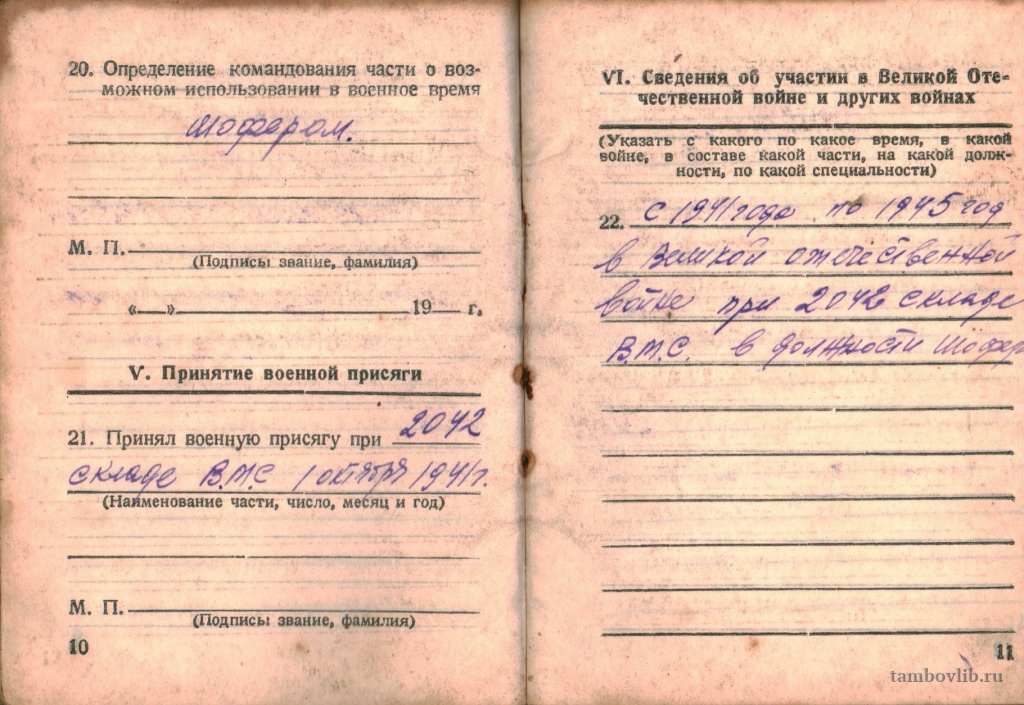 20. Определение командования части о воз-
можном использовании в военное время
шофером.
М. П.
(Подпись: звание, фамилия)
« » 19 г.
V. Принятие военной присяги
21. Принял военную присягу при 2042
складе В.М.С 1 октября 1941 г.
(Наименование части, число, месяц и год)
М. П.
(Подпись: звание, фамилия)
10
VI. Сведения об участии в Великой Оте-
чественной войне и других войнах
(Указать с какого по какое время, в какой
войне, в составе какой части, на какой долж-
ности, по какой специальности)
22. с 1941 года по 1945 год
в Великой отечественной
войне при 2042 складе
В.М.С. в должности шофер
11
tambovlib.ru